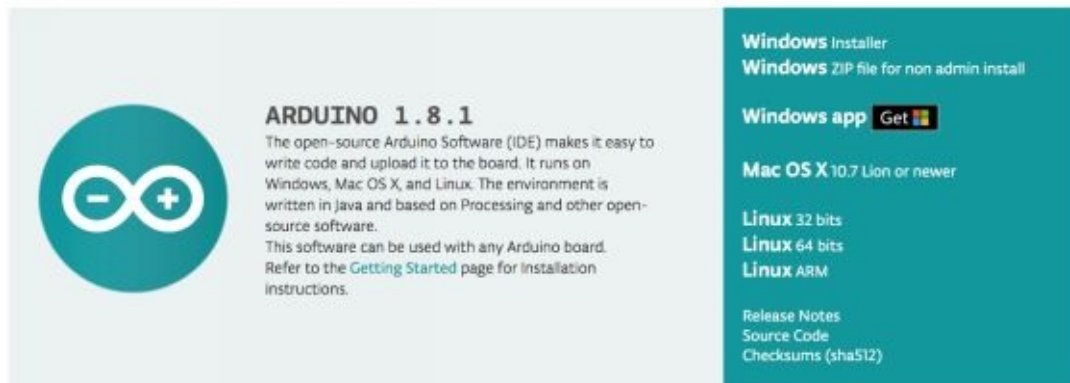 ARDUINO 1.8.1
The open-source Arduino Software (IDE) makes it easy to
write code and upload it to the board. It runs on
Windows, Mac OS X, and Linux. The environment is
written in Java and based on Processing and other open-
source software.
This software can be used with any Arduino board.
Refer to the Getting Started page for Installation
instructions.
Windows Installer
Windows ZIP file for non admin install
Windows app Get
Mac OS X 10.7 Lion or newer
Linux 32 bits
Linux 64 bits
Linux ARM
Release Notes
Source Code
Checksums (sha512)